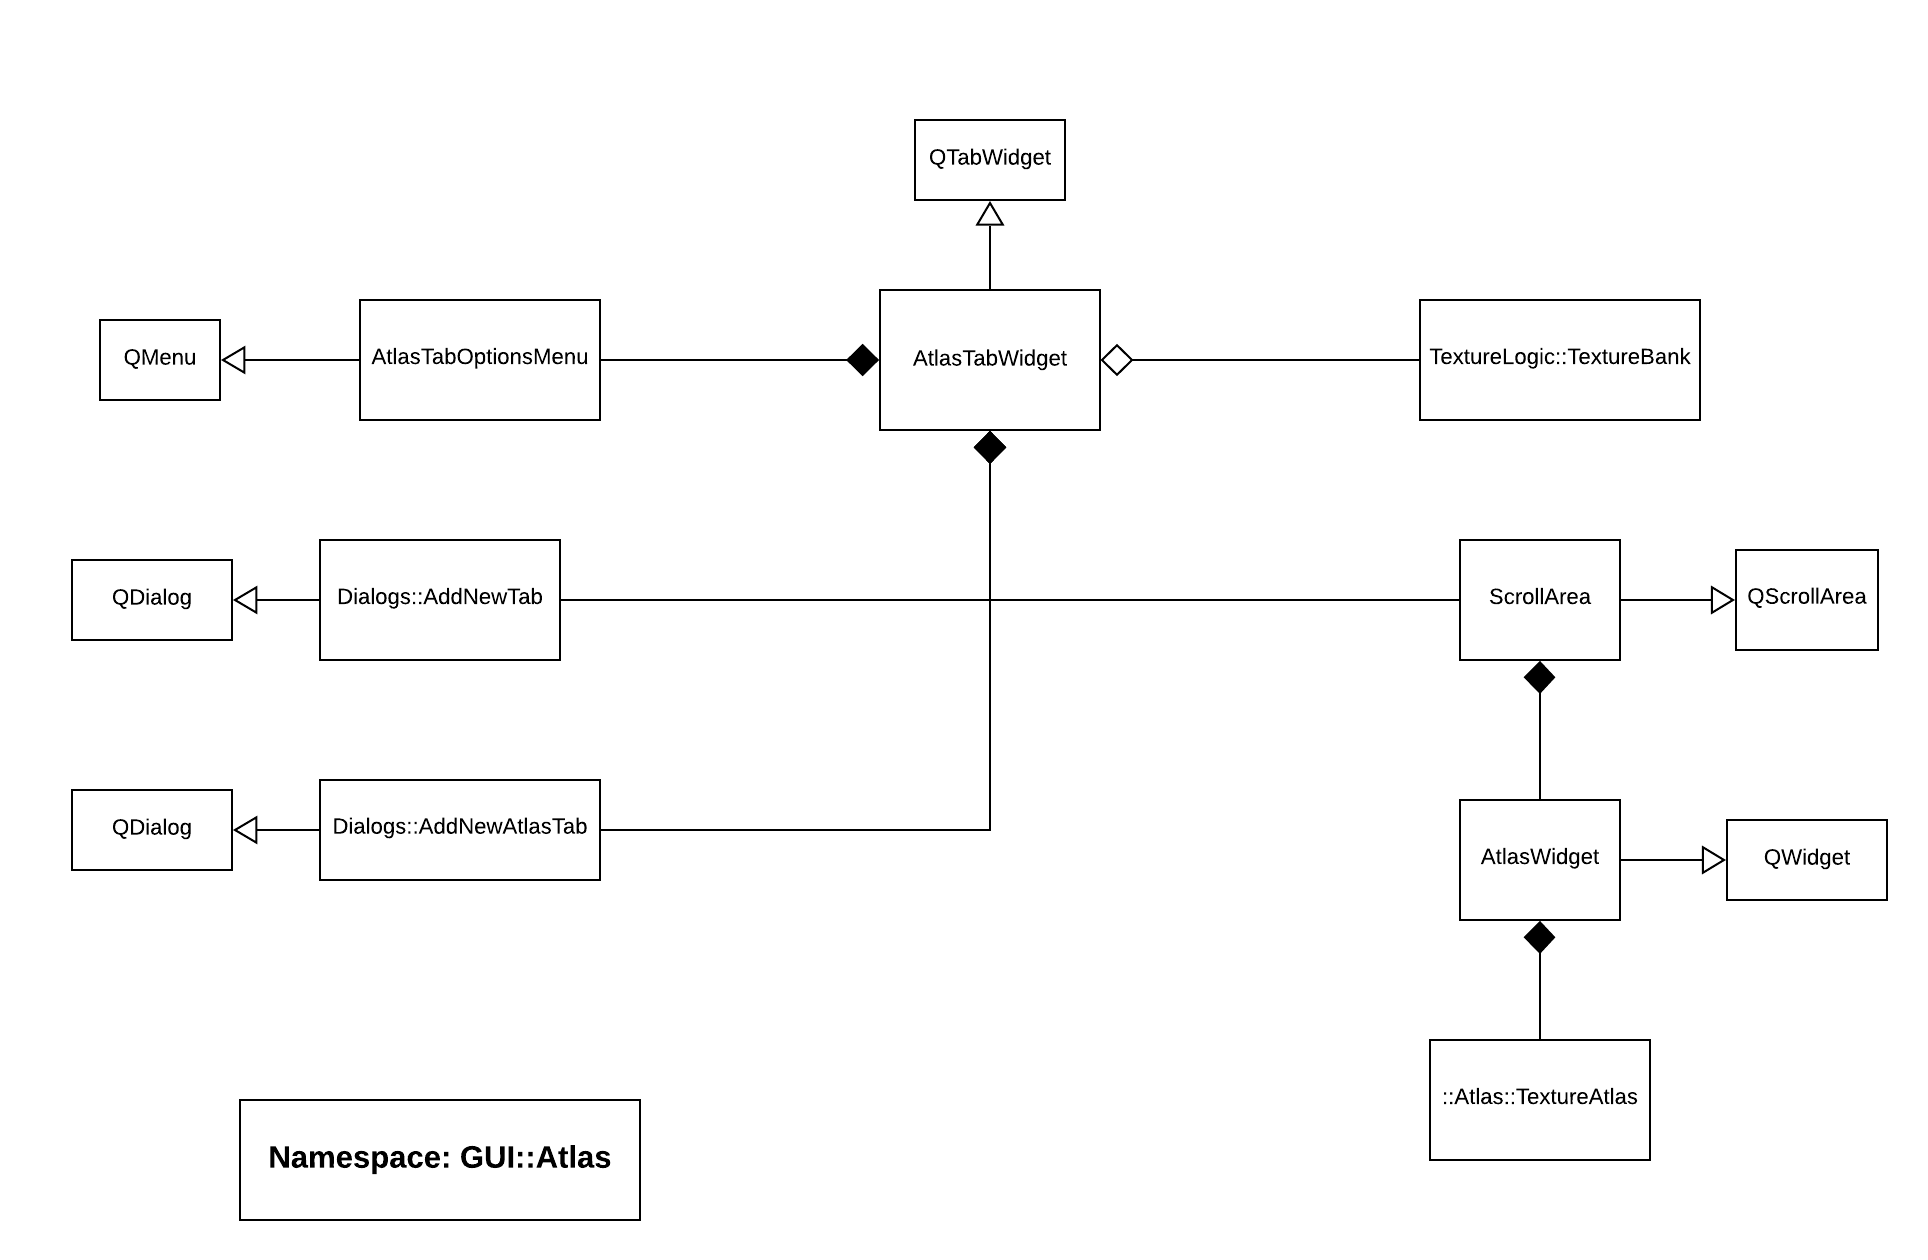 QTabWidget
QMenu
AtlasTabOptionsMenu
AtlasTabWidget
TextureLogic::TextureBank
QDialog
Dialogs::AddNewTab
ScrollArea
QScrollArea
QDialog
Dialogs::AddNewAtlasTab
AtlasWidget
QWidget
::Atlas::TextureAtlas
Namespace: GUI::Atlas